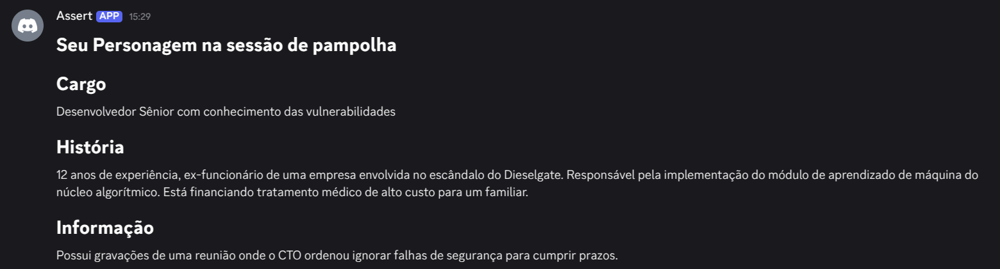 Assert APP 15:29
Seu Personagem na sessão de pampolha
Cargo
Desenvolvedor Sênior com conhecimento das vulnerabilidades
História
12 anos de experiência, ex-funcionário de uma empresa envolvida no escândalo do Dieselgate. Responsável pela implementação do módulo de aprendizado de máquina do
núcleo algorítmico. Está financiando tratamento médico de alto custo para um familiar.
Informação
Possui gravações de uma reunião onde o CTO ordenou ignorar falhas de segurança para cumprir prazos.